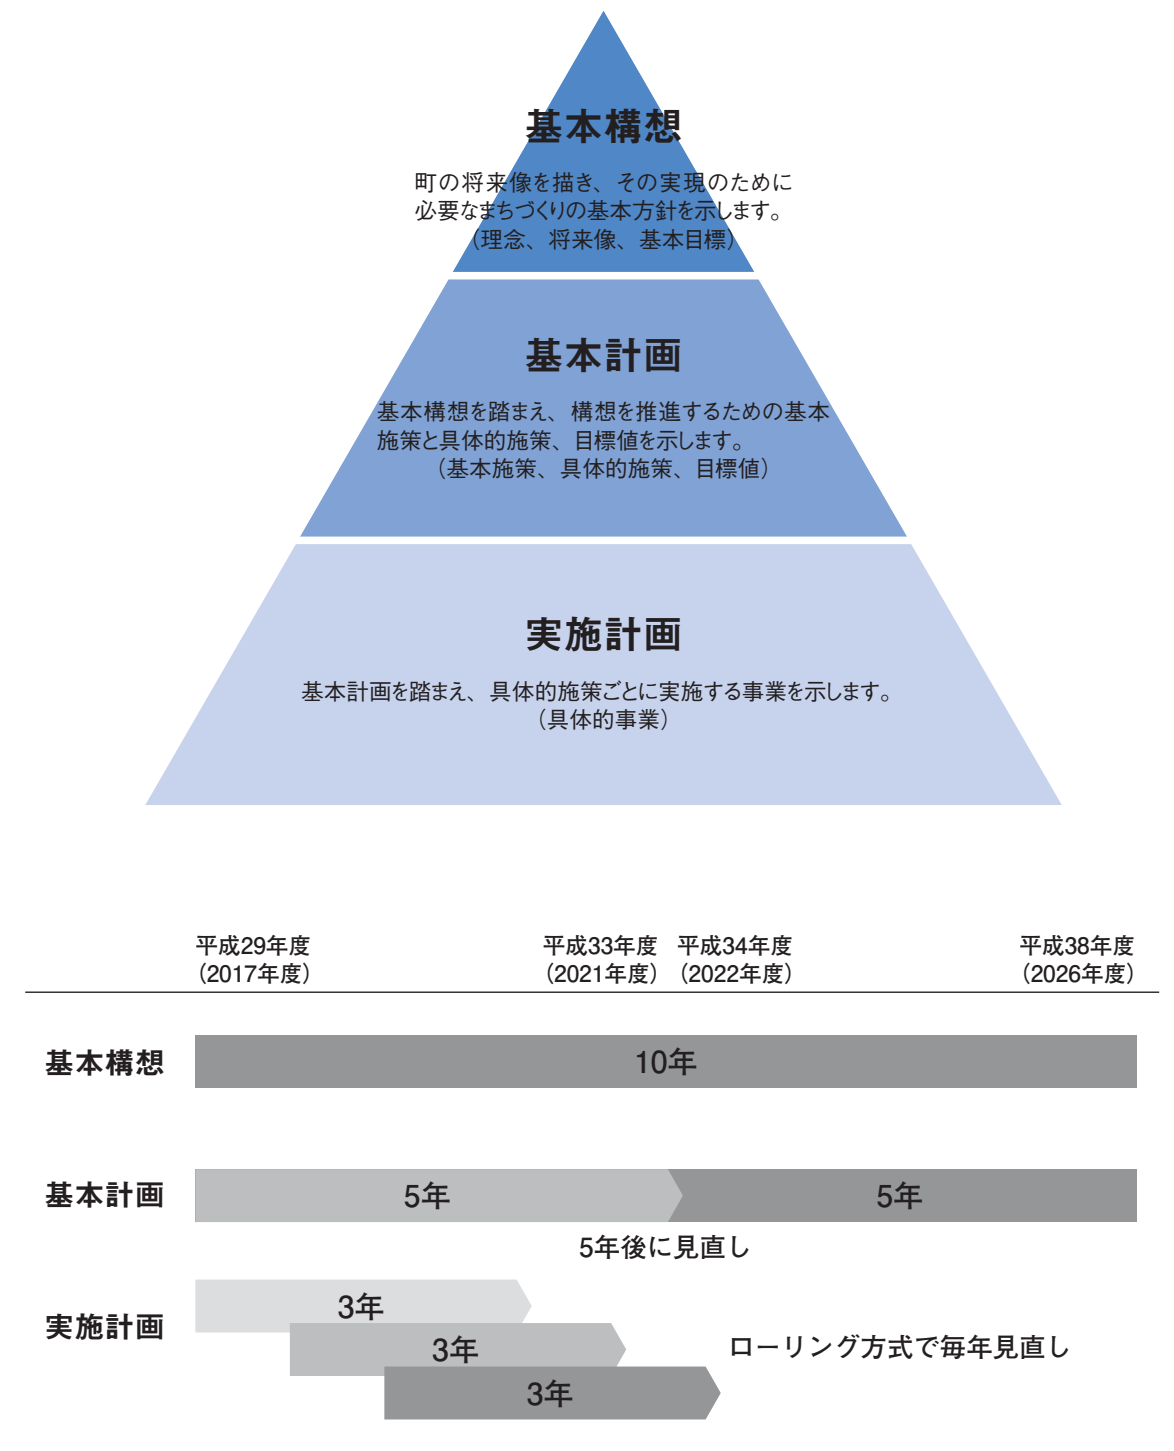 基本構想
町の将来像を描き、その実現のために
必要なまちづくりの基本方針を示します。
（理念、将来像、基本目標）
基本計画
基本構想を踏まえ、構想を推進するための基本
施策と具体的施策、目標値を示します。
（基本施策、具体的施策、目標値）
実施計画
基本計画を踏まえ、具体的施策ごとに実施する事業を示します。
（具体的事業）
平成29年度 平成33年度 平成34年度 平成38年度
（2017年度） （2021年度） （2022年度） （2026年度）
基本構想 10年
基本計画 5年 5年
5年後に見直し
実施計画
3年
3年
3年
ローリング方式で毎年見直し